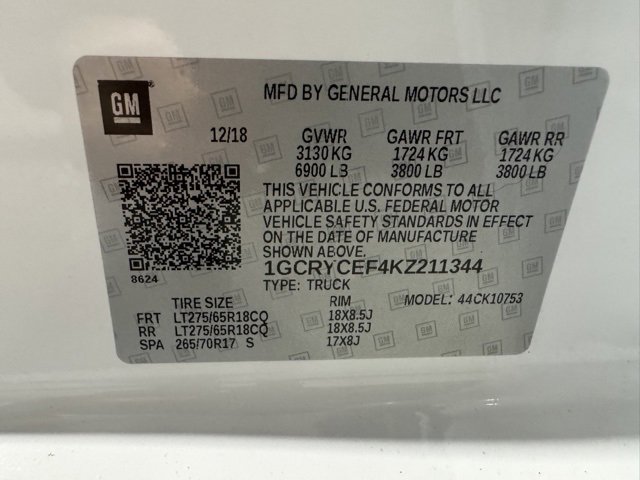 GM
MFD BY GENERAL MOTORS LLC
12/18 GVWR GAWR FRT GAWR RR
3130 KG 1724 KG 1724 KG
6900 LB 3800 LB 3800 LB
THIS VEHICLE CONFORMS TO ALL
APPLICABLE U.S. FEDERAL MOTOR
VEHICLE SAFETY STANDARDS IN EFFECT
ON THE DATE OF MANUFACTURE
SHOWN ABOVE.
8624
1GCRYCEF4KZ211344
TYPE: TRUCK MODEL: 44CK10753
TIRE SIZE RIM
FRT LT275/65R18CQ 18X8.5J
RR LT275/65R18CQ 18X8.5J
SPA 265/70R17 S 17X8J